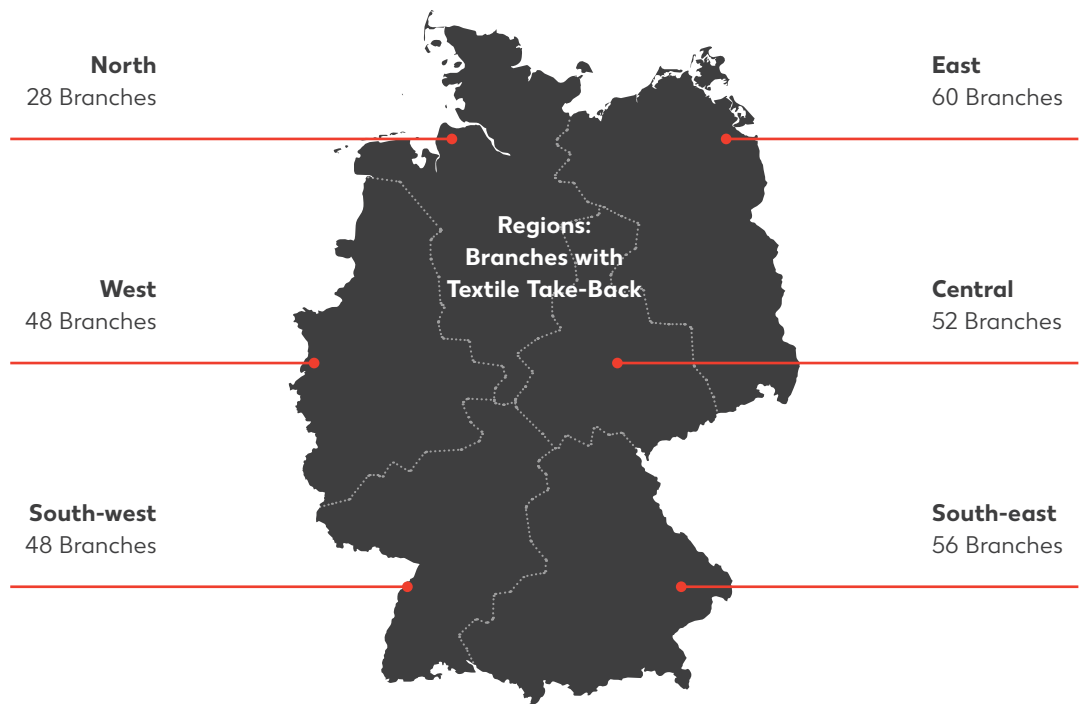 North
28 Branches
East
60 Branches
Regions:
Branches with
Textile Take-Back
West
48 Branches
Central
52 Branches
South-west
48 Branches
South-east
56 Branches